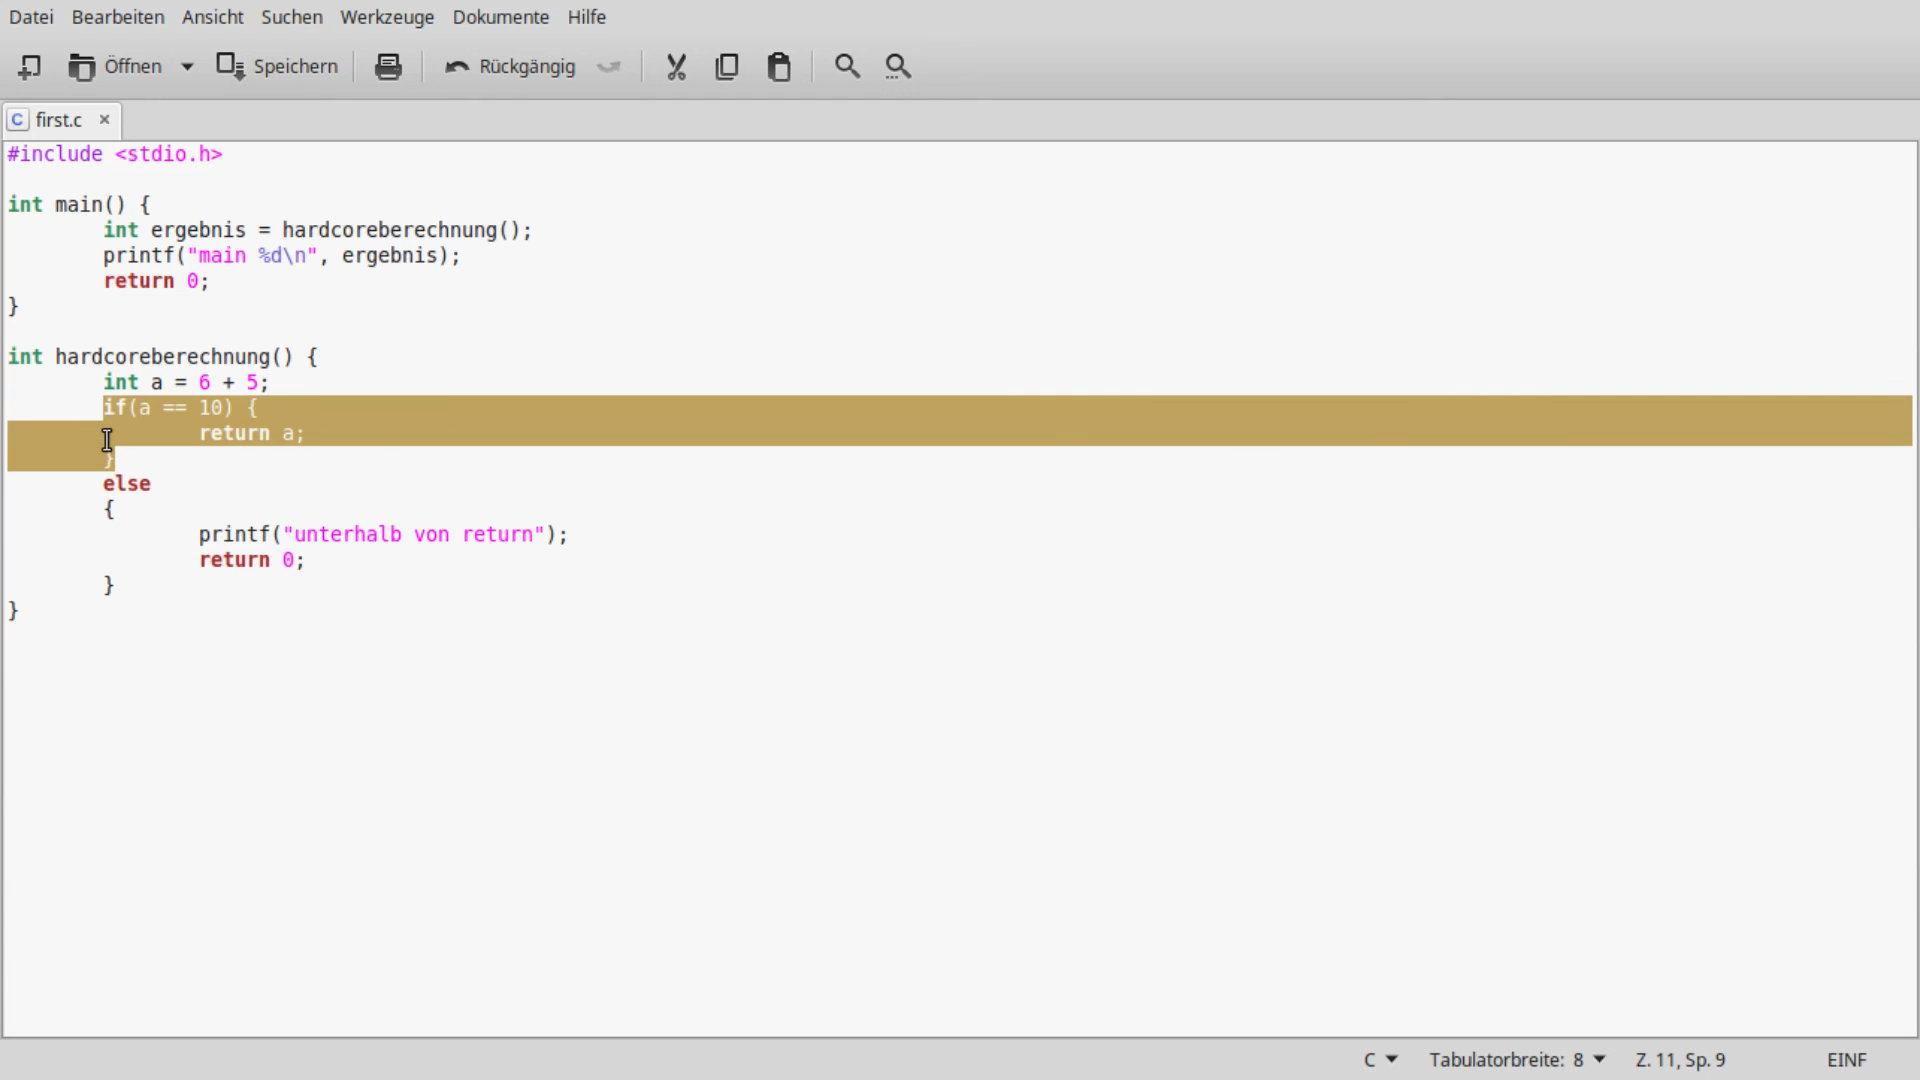 Datei Bearbeiten Ansicht Suchen Werkzeuge Dokumente Hilfe
Öffnen Speichern Rückgängig
C first.c ×
#include <stdio.h>
int main() {
int ergebnis = hardcoreberechnung();
printf("main %d\n", ergebnis);
return 0;
}
int hardcoreberechnung() {
int a = 6 + 5;
if(a == 10) {
return a;
}
else
{
printf("unterhalb von return");
return 0;
}
}
C Tabulatorbreite: 8 Z. 11, Sp. 9 EINF